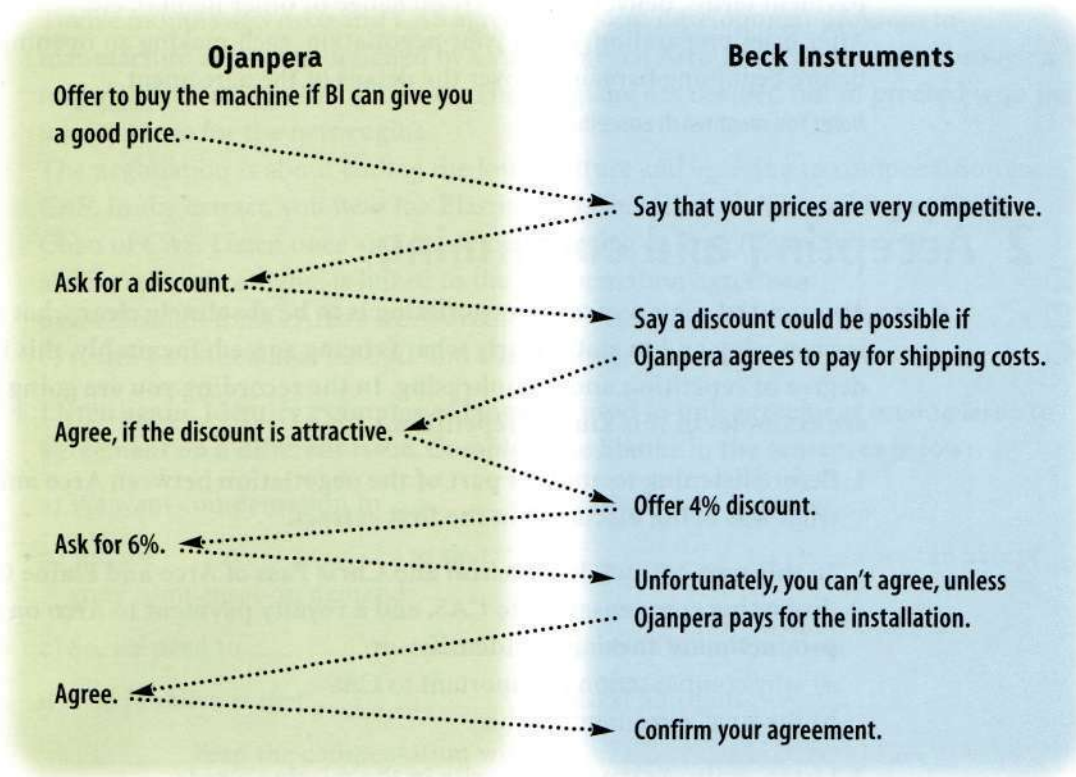 Ojanpera
Beck Instruments
Offer to buy the machine if BI can give you
a good price.
Say that your prices are very competitive.
Ask for a discount.
Say a discount could be possible if
Ojanpera agrees to pay for shipping costs.
Agree, if the discount is attractive.
Offer 4% discount.
Ask for 6%.
Unfortunately, you can't agree, unless
Ojanpera pays for the installation.
Agree.
Confirm your agreement.